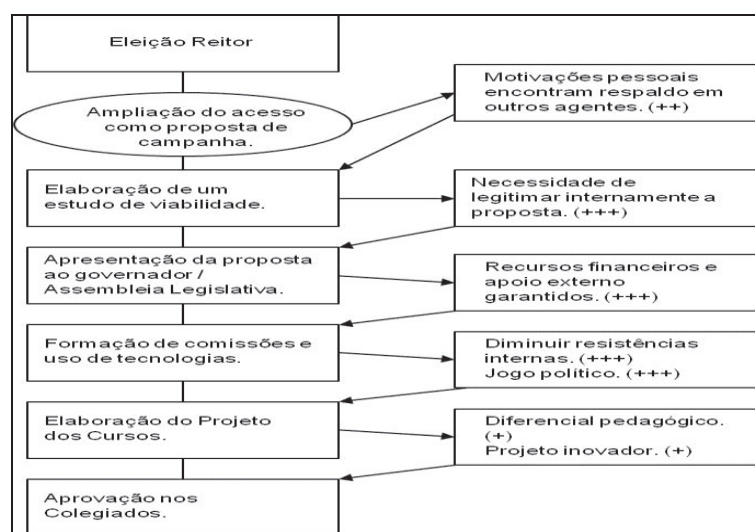 Eleição Reitor
Ampliação do acesso
como proposta de
campanha.
Motivações pessoais
encontram respaldo em
outros agentes. (++)
Elaboração de um
estudo de viabilidade.
Necessidade de
legitimar internamente a
proposta. (+++)
Apresentação da proposta
ao governador /
Assembleia Legislativa.
Recursos financeiros e
apoio externo
garantidos. (+++)
Formação de comissões e
uso de tecnologias.
Diminuir resistências
internas. (+++)
Jogo político. (+++)
Elaboração do Projeto
dos Cursos.
Diferencial pedagógico.
(+)
Projeto inovador. (+)
Aprovação nos
Colegiados.